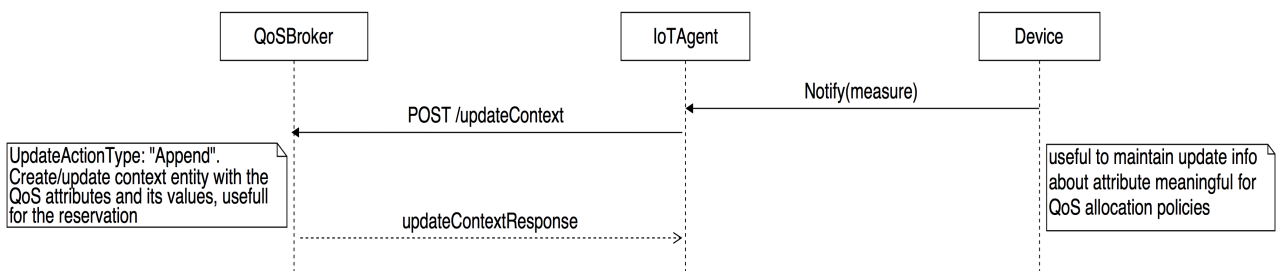 QoSBroker
IoTAgent
Device
Notify(measure)
POST /updateContext
UpdateActionType: "Append".
Create/update context entity with the
QoS attributes and its values, usefull
for the reservation
useful to maintain update info
about attribute meaningful for
QoS allocation policies
updateContextResponse